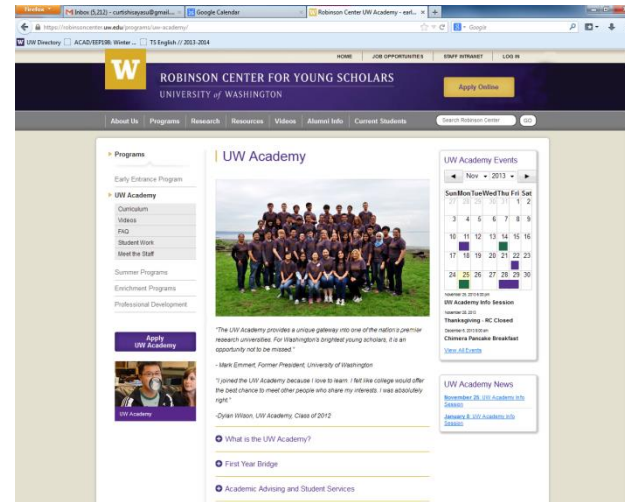 Firefox
Inbox (5,212) - curtishisayasu@gmail....
Google Calendar
Robinson Center UW Academy - earl...
https://robinsoncenter.uw.edu/programs/uw-academy/
Google
UW Directory
ACAD/EEP198: Winter ...
TS English // 2013-2014
HOME
JOB OPPORTUNITIES
STAFF INTRANET
LOG IN
W
ROBINSON CENTER FOR YOUNG SCHOLARS
UNIVERSITY of WASHINGTON
Apply Online
About Us
Programs
Research
Resources
Videos
Alumni Info
Current Students
Search Robinson Center
GO
Programs
Early Entrance Program
UW Academy
Curriculum
Videos
FAQ
Student Work
Meet the Staff
Summer Programs
Enrichment Programs
Professional Development
Apply
UW Academy
UW Academy
UW Academy
"The UW Academy provides a unique gateway into one of the nation's premier
research universities. For Washington's brightest young scholars, it is an
opportunity not to be missed."
- Mark Emmert, Former President, University of Washington
"I joined the UW Academy because I love to learn. I felt like college would offer
the best chance to meet other people who share my interests. I was absolutely
right."
-Dylan Wilson, UW Academy, Class of 2012
What is the UW Academy?
First Year Bridge
Academic Advising and Student Services
UW Academy Events
Nov 2013
Sun Mon Tue Wed Thu Fri Sat
27 28 29 30 31 1 2
3 4 5 6 7 8 9
10 11 12 13 14 15 16
17 18 19 20 21 22 23
24 25 26 27 28 29 30
UW Academy Info Session
Thanksgiving - RC Closed
Chimera Pancake Breakfast
View All Events
UW Academy News
November 25, UW Academy Info
Session
January 8, UW Academy Info
Session